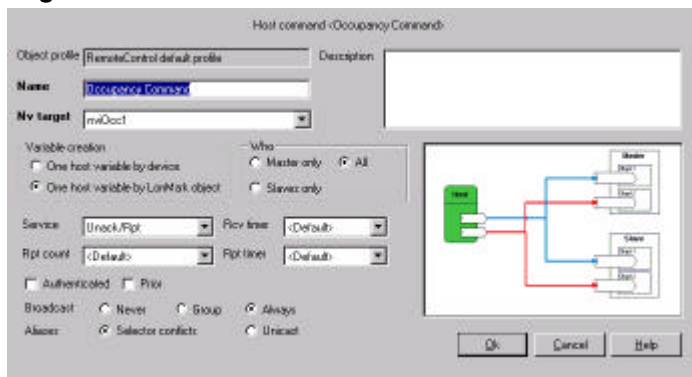 Host command <Occupancy Command>
Object profile RemoteControl default profile Description
Name Occupancy Command
Nv target nviOcc1
Variable creation Who
One host variable by device Master only All
One host variable by LonMark object Slaves only
Service Unack/Rpt Rcv timer <Default>
Rpt count <Default> Rpt timer <Default>
Authenticated Prior
Broadcast Never Group Always
Aliases Selector conflicts Unicast
Host
Master
Slave
Ok Cancel Help